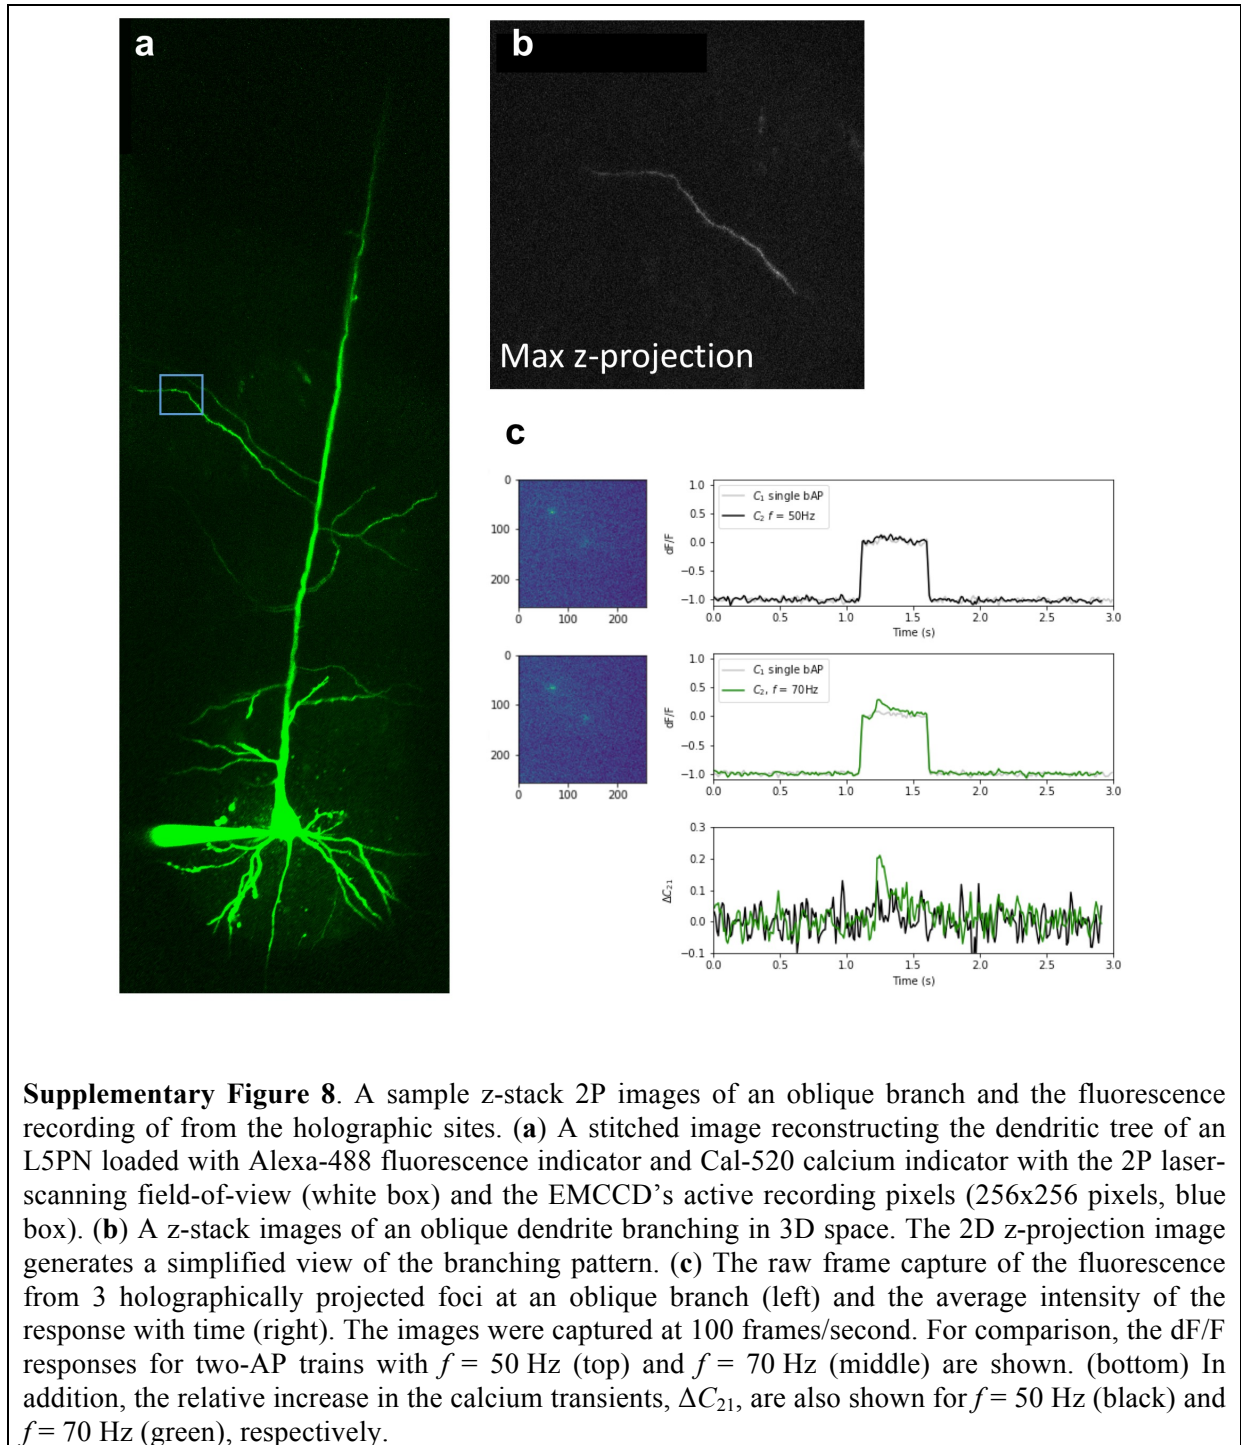 a
b
Max z-projection
c
0
100
200
0
100
200
1.0
0.5
0.0
−0.5
−1.0
dF/F
C₁ single bAP
C₂ f = 50Hz
0.0
0.5
1.0
1.5
2.0
2.5
3.0
Time (s)
0
100
200
0
100
200
1.0
0.5
0.0
−0.5
−1.0
dF/F
C₁ single bAP
C₂, f = 70Hz
0.0
0.5
1.0
1.5
2.0
2.5
3.0
Time (s)
0.3
0.2
0.1
0.0
−0.1
ΔC₂₁
0.0
0.5
1.0
1.5
2.0
2.5
3.0
Time (s)
Supplementary Figure 8. A sample z-stack 2P images of an oblique branch and the fluorescence
recording of from the holographic sites. (a) A stitched image reconstructing the dendritic tree of an
L5PN loaded with Alexa-488 fluorescence indicator and Cal-520 calcium indicator with the 2P laser-
scanning field-of-view (white box) and the EMCCD’s active recording pixels (256x256 pixels, blue
box). (b) A z-stack images of an oblique dendrite branching in 3D space. The 2D z-projection image
generates a simplified view of the branching pattern. (c) The raw frame capture of the fluorescence
from 3 holographically projected foci at an oblique branch (left) and the average intensity of the
response with time (right). The images were captured at 100 frames/second. For comparison, the dF/F
responses for two-AP trains with f = 50 Hz (top) and f = 70 Hz (middle) are shown. (bottom) In
addition, the relative increase in the calcium transients, ΔC₂₁, are also shown for f = 50 Hz (black) and
f = 70 Hz (green), respectively.